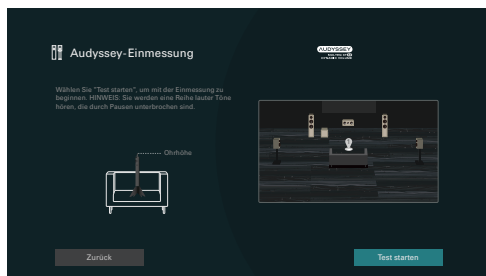 Audyssey-Einmessung
AUDYSSEY
Wählen Sie "Test starten", um mit der Einmessung zu
beginnen. HINWEIS: Sie werden eine Reihe lauter Töne
hören, die durch Pausen unterbrochen sind.
Ohrhöhe
Zurück
Test starten